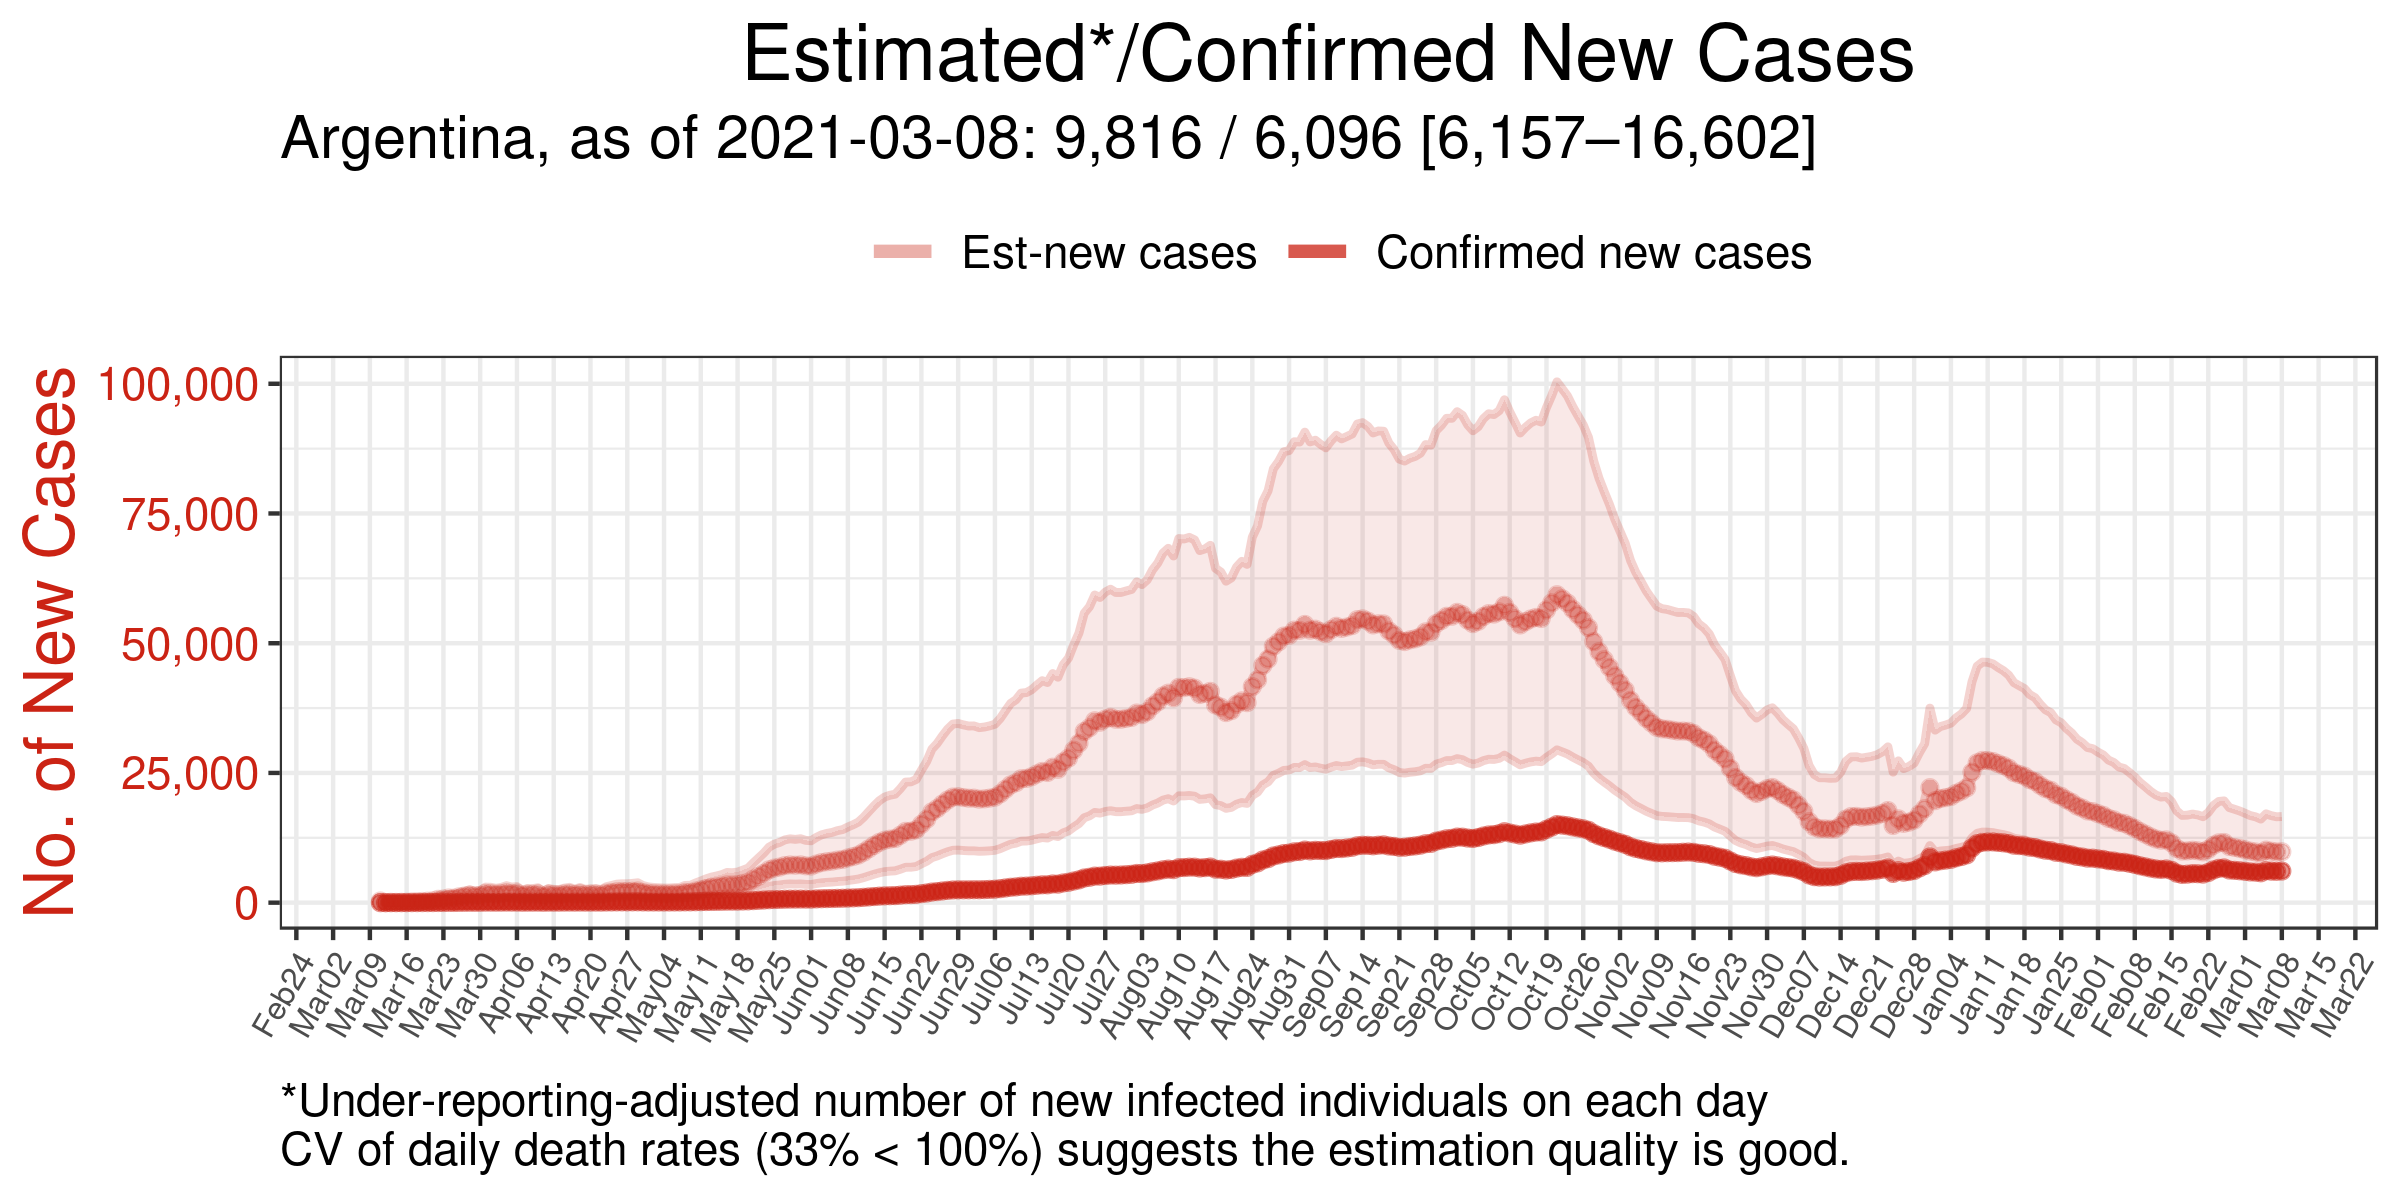 Estimated*/Confirmed New Cases
Argentina, as of 2021-03-08: 9,816 / 6,096 [6,157–16,602]
Est-new cases Confirmed new cases
No. of New Cases
100,000
75,000
50,000
25,000
0
Feb24 Mar02 Mar09 Mar16 Mar23 Mar30 Apr06 Apr13 Apr20 Apr27 May04 May11 May18 May25 Jun01 Jun08 Jun15 Jun22 Jun29 Jul06 Jul13 Jul20 Jul27 Aug03 Aug10 Aug17 Aug24 Aug31 Sep07 Sep14 Sep21 Sep28 Oct05 Oct12 Oct19 Oct26 Nov02 Nov09 Nov16 Nov23 Nov30 Dec07 Dec14 Dec21 Dec28 Jan04 Jan11 Jan18 Jan25 Feb01 Feb08 Feb15 Feb22 Mar01 Mar08 Mar15 Mar22
*Under-reporting-adjusted number of new infected individuals on each day
CV of daily death rates (33% < 100%) suggests the estimation quality is good.